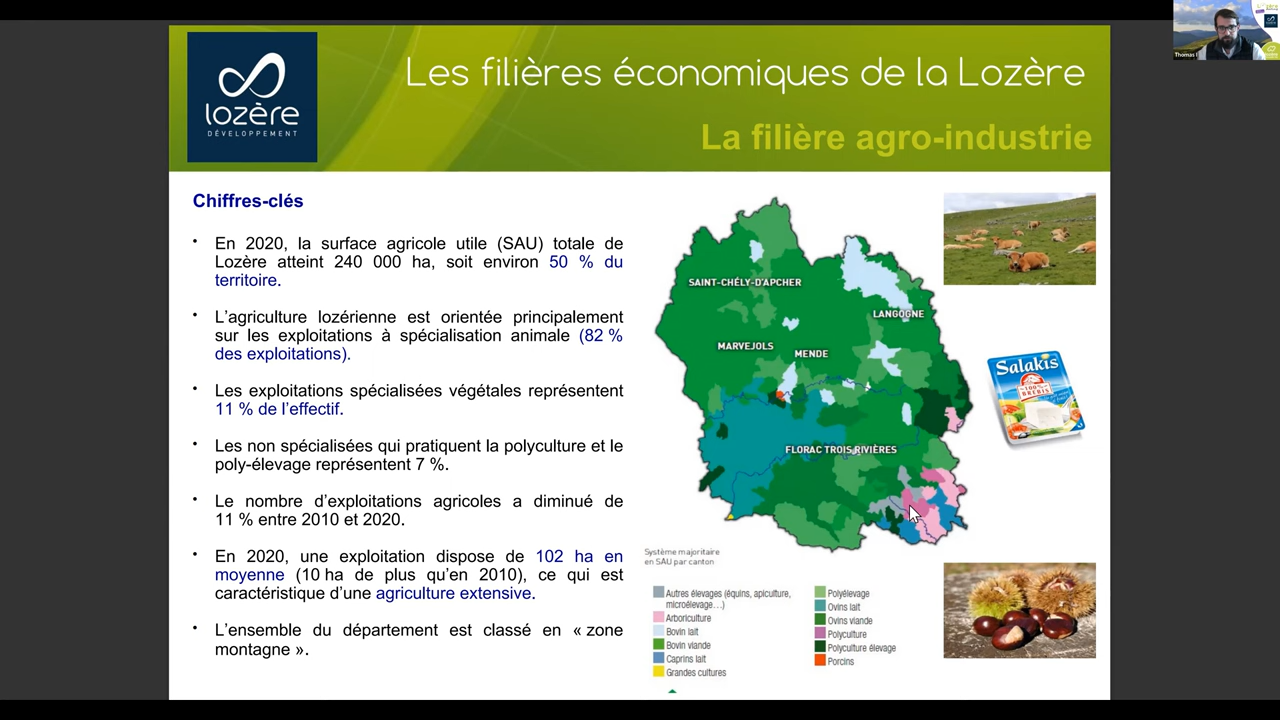 lozère
DÉVELOPPEMENT
Les filières économiques de la Lozère
La filière agro-industrie
Thomas
Chiffres-clés
• En 2020, la surface agricole utile (SAU) totale de
Lozère atteint 240 000 ha, soit environ 50 % du
territoire.
• L'agriculture lozérienne est orientée principalement
sur les exploitations à spécialisation animale (82 %
des exploitations).
• Les exploitations spécialisées végétales représentent
11 % de l'effectif.
• Les non spécialisées qui pratiquent la polyculture et le
poly-élevage représentent 7 %.
• Le nombre d'exploitations agricoles a diminué de
11 % entre 2010 et 2020.
• En 2020, une exploitation dispose de 102 ha en
moyenne (10 ha de plus qu'en 2010), ce qui est
caractéristique d'une agriculture extensive.
• L'ensemble du département est classé en « zone
montagne ».
SAINT-CHÉLY-D'APCHER
LANGOGNE
MARVEJOLS
MENDE
FLORAC TROIS RIVIÈRES
Salakis
100%
BREBIS
Système majoritaire
en SAU par canton
Autres élevages (équins, apiculture,
microélevage...)
Arboriculture
Bovin lait
Bovin viande
Caprins lait
Grandes cultures
Polyélevage
Ovins lait
Ovins viande
Polyculture
Polyculture élevage
Porcins